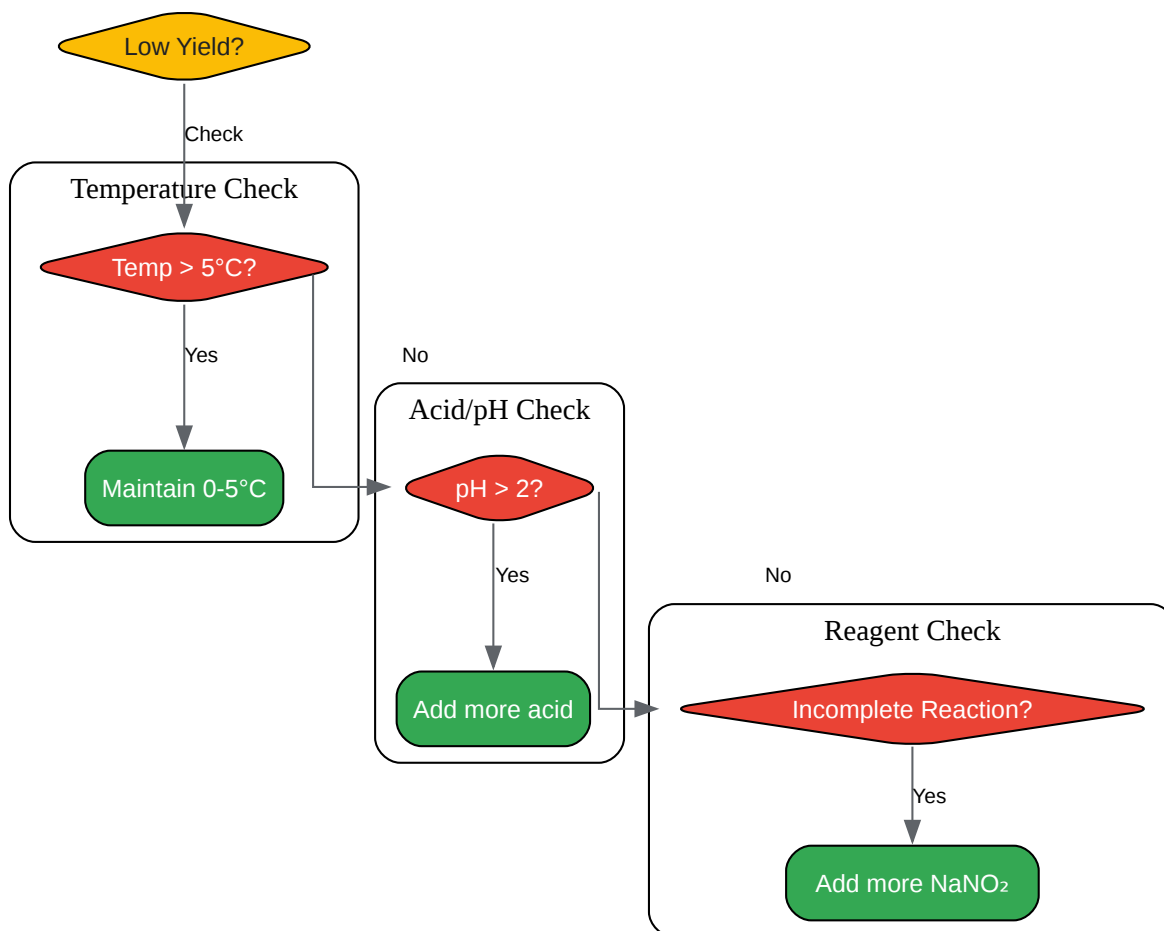 Low Yield?
Check
Temperature Check
Temp > 5°C?
Yes
No
Maintain 0-5°C
Acid/pH Check
pH > 2?
Yes
No
Add more acid
Reagent Check
Incomplete Reaction?
Yes
Add more NaNO₂